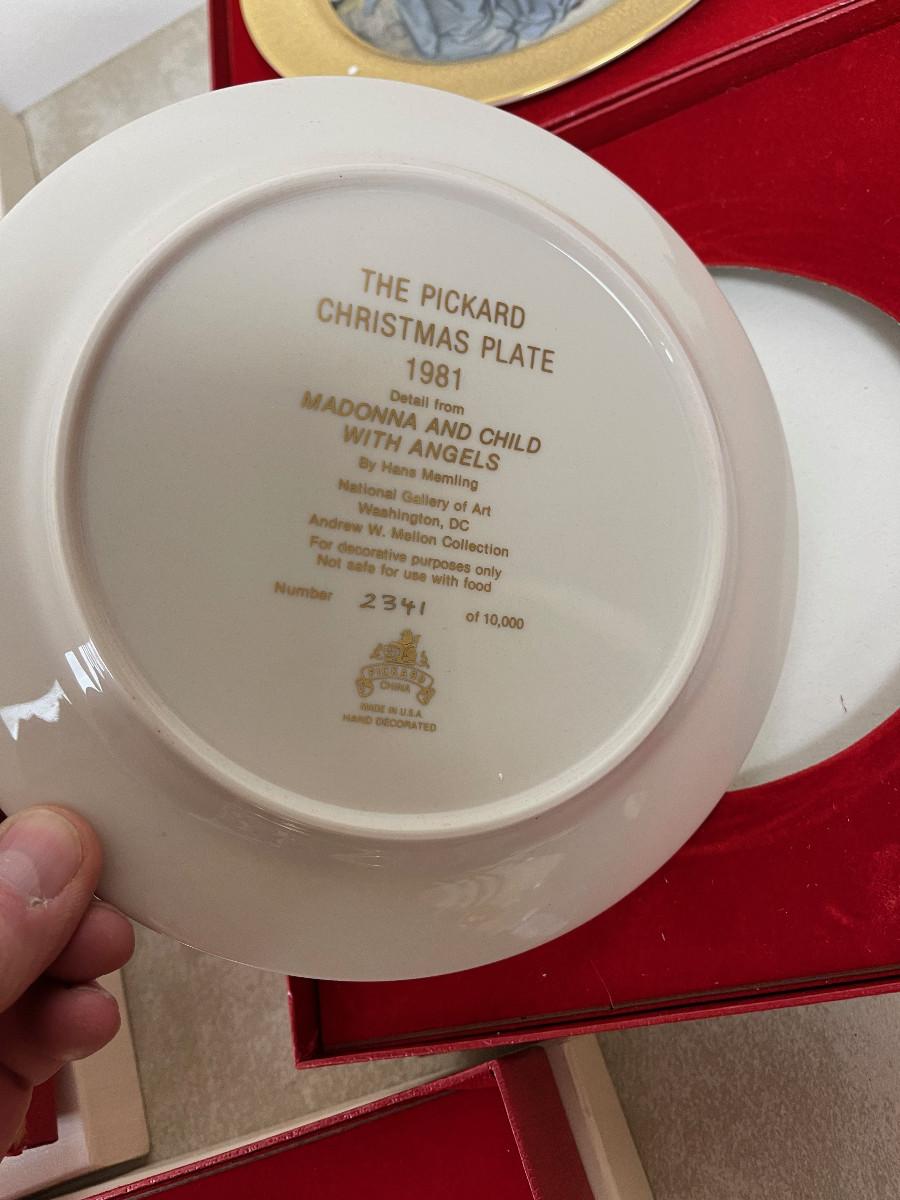 THE PICKARD
CHRISTMAS PLATE
1981
Detail from
MADONNA AND CHILD
WITH ANGELS
By Hans Memling
National Gallery of Art
Washington, DC
Andrew W. Mellon Collection
For decorative purposes only
Not safe for use with food
Number 2341 of 10,000
PICKARD
CHINA
MADE IN U.S.A.
HAND DECORATED